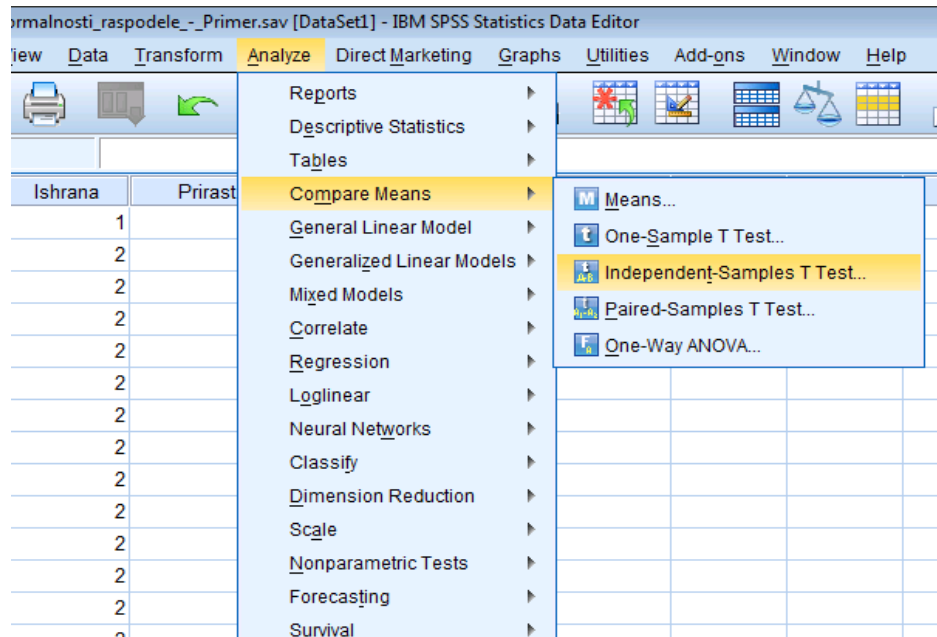 ormalnosti_raspodele_-_Primer.sav [DataSet1] - IBM SPSS Statistics Data Editor
iew Data Transform Analyze Direct Marketing Graphs Utilities Add-ons Window Help
Reports
Descriptive Statistics
Tables
Ishrana Prirast
Compare Means
Means...
1
General Linear Model
One-Sample T Test...
2
Generalized Linear Models
Independent-Samples T Test...
2
Mixed Models
Paired-Samples T Test...
2
Correlate
One-Way ANOVA...
2
Regression
2
Loglinear
2
Neural Networks
2
Classify
2
Dimension Reduction
2
Scale
2
Nonparametric Tests
2
Forecasting
2
Survival